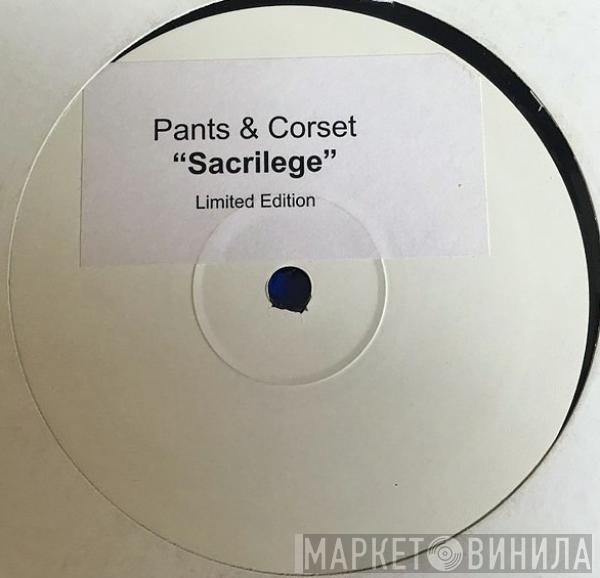 Pants & Corset
“Sacrilege”
Limited Edition
МАРКЕТ ВИНИЛА